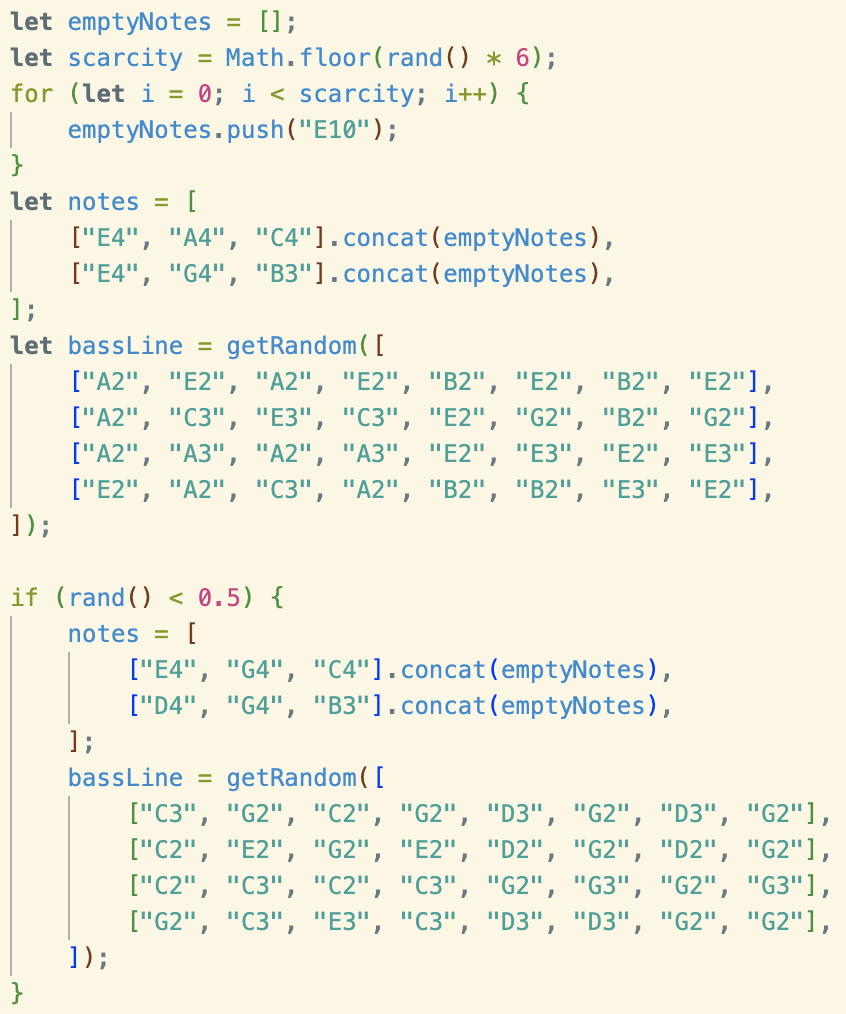 let emptyNotes = [];
let scarcity = Math.floor(rand() * 6);
for (let i = 0; i < scarcity; i++) {
    emptyNotes.push("E10");
}
let notes = [
    ["E4", "A4", "C4"].concat(emptyNotes),
    ["E4", "G4", "B3"].concat(emptyNotes),
];
let bassLine = getRandom([
    ["A2", "E2", "A2", "E2", "B2", "E2", "B2", "E2"],
    ["A2", "C3", "E3", "C3", "E2", "G2", "B2", "G2"],
    ["A2", "A3", "A2", "A3", "E2", "E3", "E2", "E3"],
    ["E2", "A2", "C3", "A2", "B2", "B2", "E3", "E2"],
]);

if (rand() < 0.5) {
    notes = [
        ["E4", "G4", "C4"].concat(emptyNotes),
        ["D4", "G4", "B3"].concat(emptyNotes),
    ];
    bassLine = getRandom([
        ["C3", "G2", "C2", "G2", "D3", "G2", "D3", "G2"],
        ["C2", "E2", "G2", "E2", "D2", "G2", "D2", "G2"],
        ["C2", "C3", "C2", "C3", "G2", "G3", "G2", "G3"],
        ["G2", "C3", "E3", "C3", "D3", "D3", "G2", "G2"],
    ]);
}